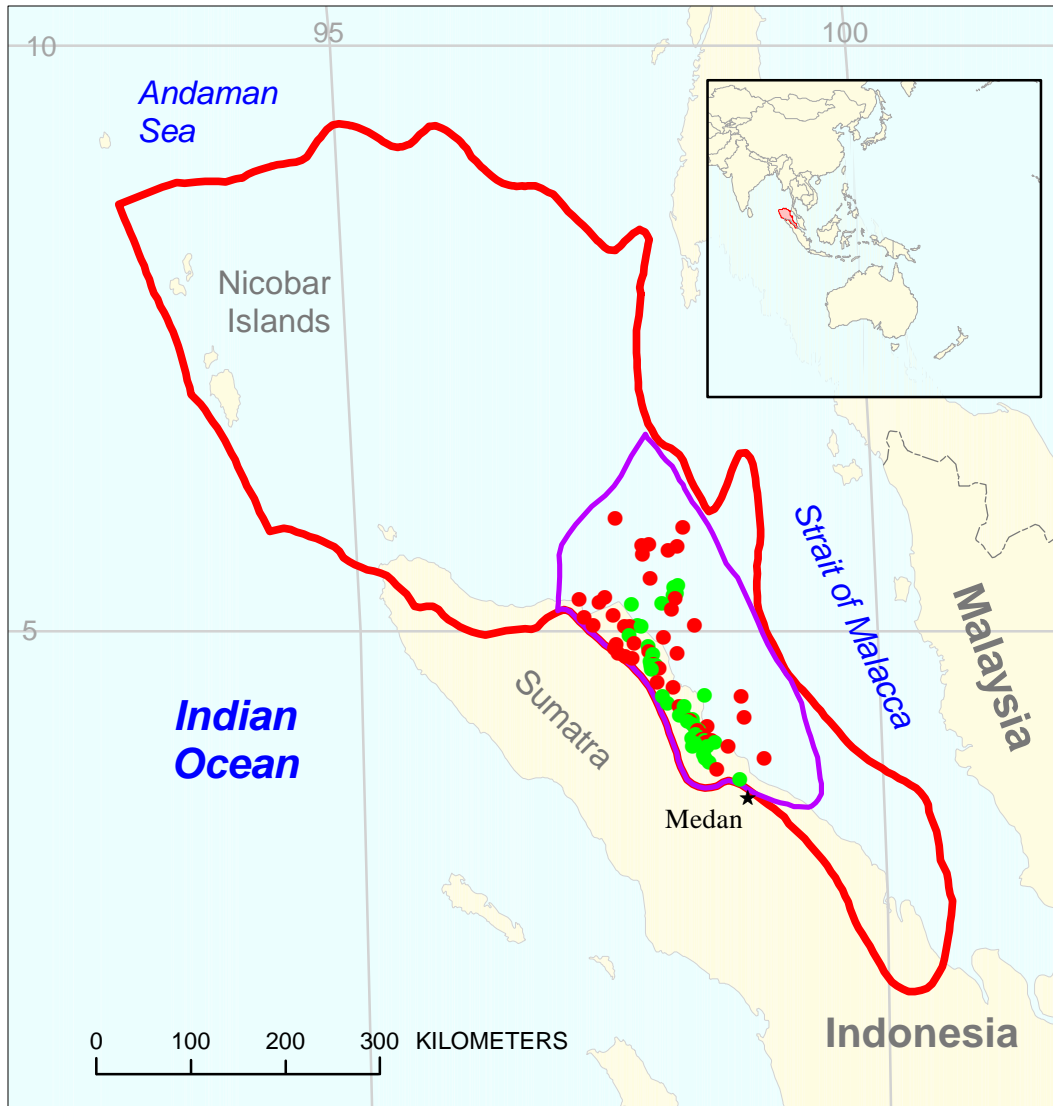 95
100
10
Andaman
Sea
Nicobar
Islands
Strait of Malacca
Malaysia
5
Sumatra
Indian
Ocean
Medan
Indonesia
0 100 200 300 KILOMETERS